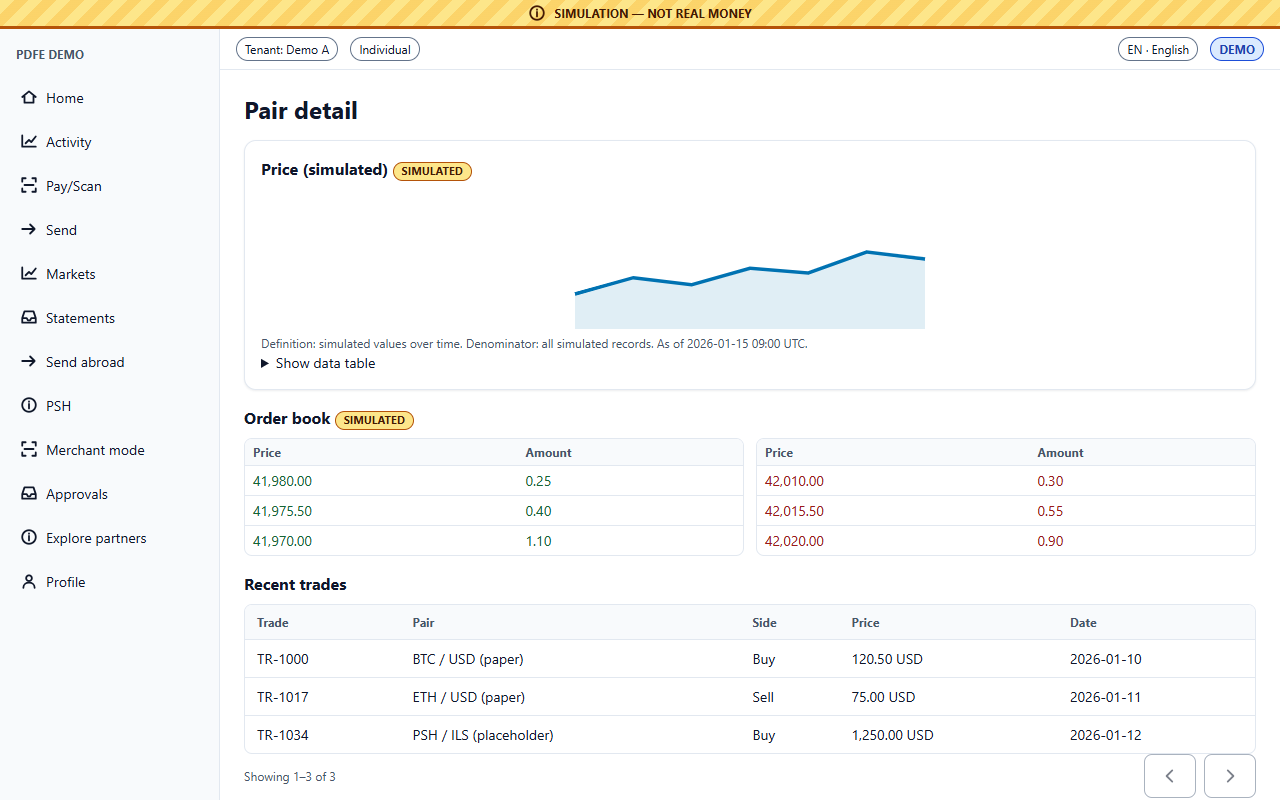 SIMULATION — NOT REAL MONEY
PDFE DEMO
Home
Activity
Pay/Scan
Send
Markets
Statements
Send abroad
PSH
Merchant mode
Approvals
Explore partners
Profile
Tenant: Demo A Individual EN · English DEMO
Pair detail
Price (simulated) SIMULATED
Definition: simulated values over time. Denominator: all simulated records. As of 2026-01-15 09:00 UTC.
Show data table
Order book SIMULATED
Price Amount Price Amount
41,980.00 0.25 42,010.00 0.30
41,975.50 0.40 42,015.50 0.55
41,970.00 1.10 42,020.00 0.90
Recent trades
Trade Pair Side Price Date
TR-1000 BTC / USD (paper) Buy 120.50 USD 2026-01-10
TR-1017 ETH / USD (paper) Sell 75.00 USD 2026-01-11
TR-1034 PSH / ILS (placeholder) Buy 1,250.00 USD 2026-01-12
Showing 1–3 of 3